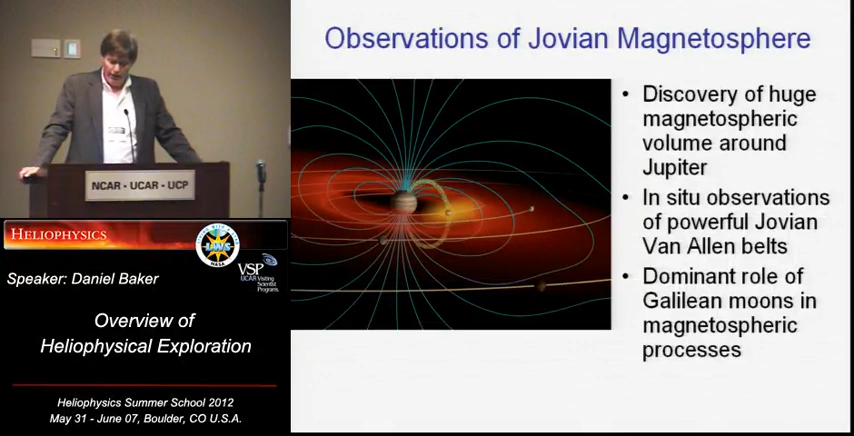 Observations of Jovian Magnetosphere
• Discovery of huge
magnetospheric
volume around
Jupiter
• In situ observations
of powerful Jovian
Van Allen belts
• Dominant role of
Galilean moons in
magnetospheric
processes
NCAR - UCAR - UCP
HELIOPHYSICS
LWS
NASA
VSP
UCAR Visiting
Scientist
Programs
Speaker: Daniel Baker
Overview of
Heliophysical Exploration
Heliophysics Summer School 2012
May 31 - June 07, Boulder, CO U.S.A.